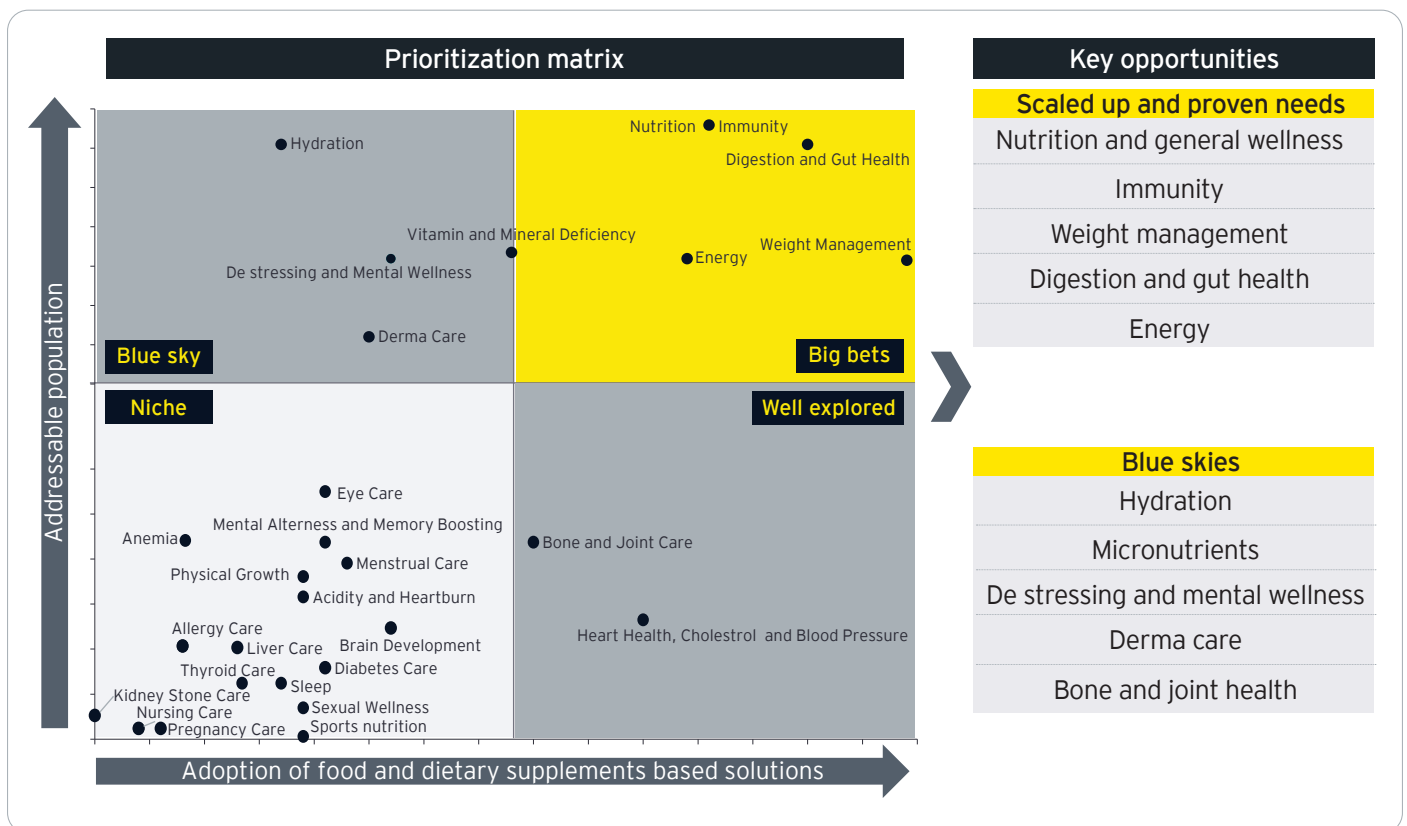 Prioritization matrix
Addressable population
Hydration
Nutrition
Immunity
Digestion and Gut Health
Vitamin and Mineral Deficiency
De stressing and Mental Wellness
Energy
Weight Management
Derma Care
Blue sky
Big bets
Niche
Well explored
Eye Care
Mental Alterness and Memory Boosting
Anemia
Menstrual Care
Physical Growth
Acidity and Heartburn
Allergy Care
Liver Care
Brain Development
Thyroid Care
Diabetes Care
Sleep
Kidney Stone Care
Nursing Care
Pregnancy Care
Sexual Wellness
Sports nutrition
Bone and Joint Care
Heart Health, Cholestrol and Blood Pressure
Adoption of food and dietary supplements based solutions
Key opportunities
Scaled up and proven needs
Nutrition and general wellness
Immunity
Weight management
Digestion and gut health
Energy
Blue skies
Hydration
Micronutrients
De stressing and mental wellness
Derma care
Bone and joint health